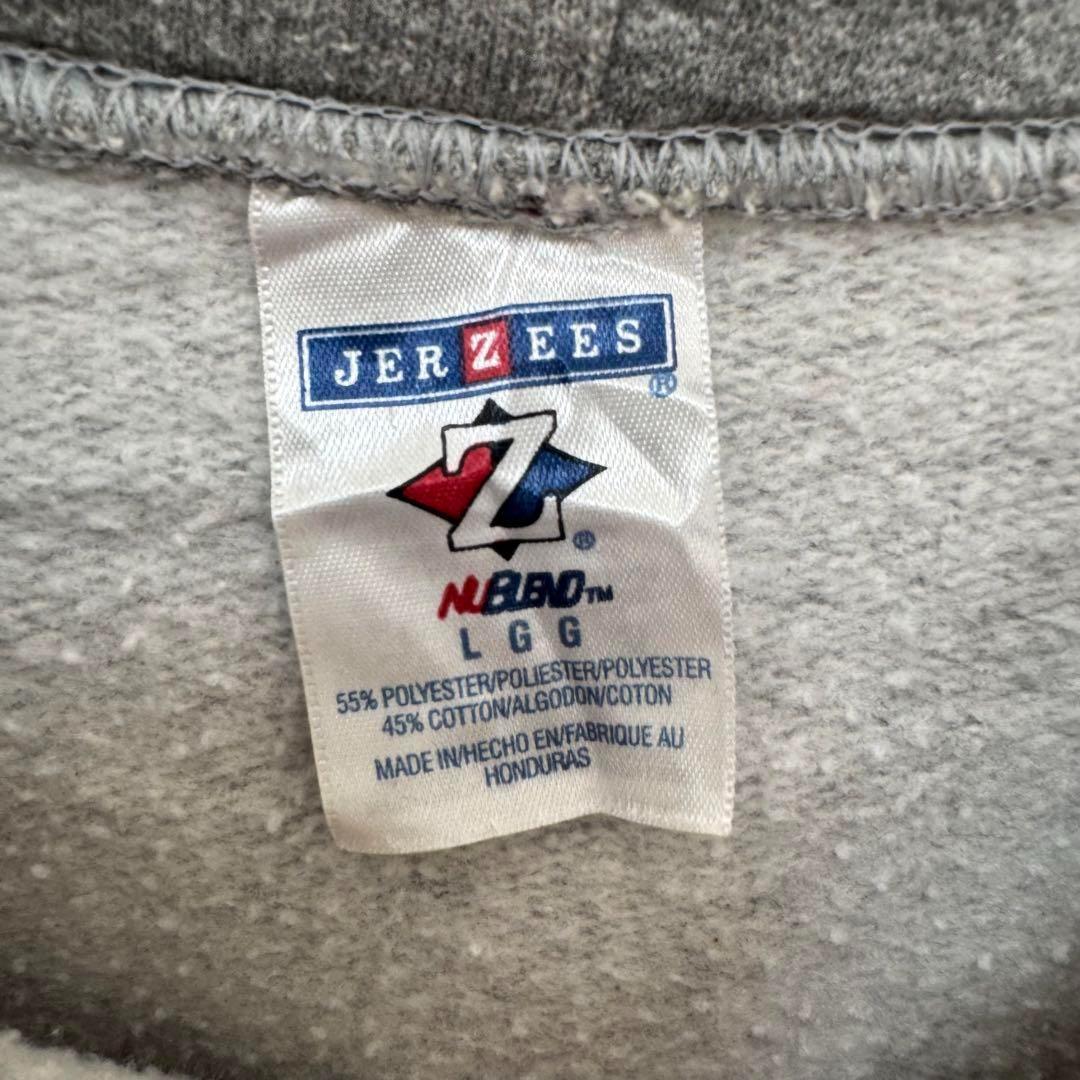 JERZEES®
Z®
NUBLEND™
L G G
55% POLYESTER/POLIESTER/POLYESTER
45% COTTON/ALGODON/COTON
MADE IN/HECHO EN/FABRIQUE AU
HONDURAS